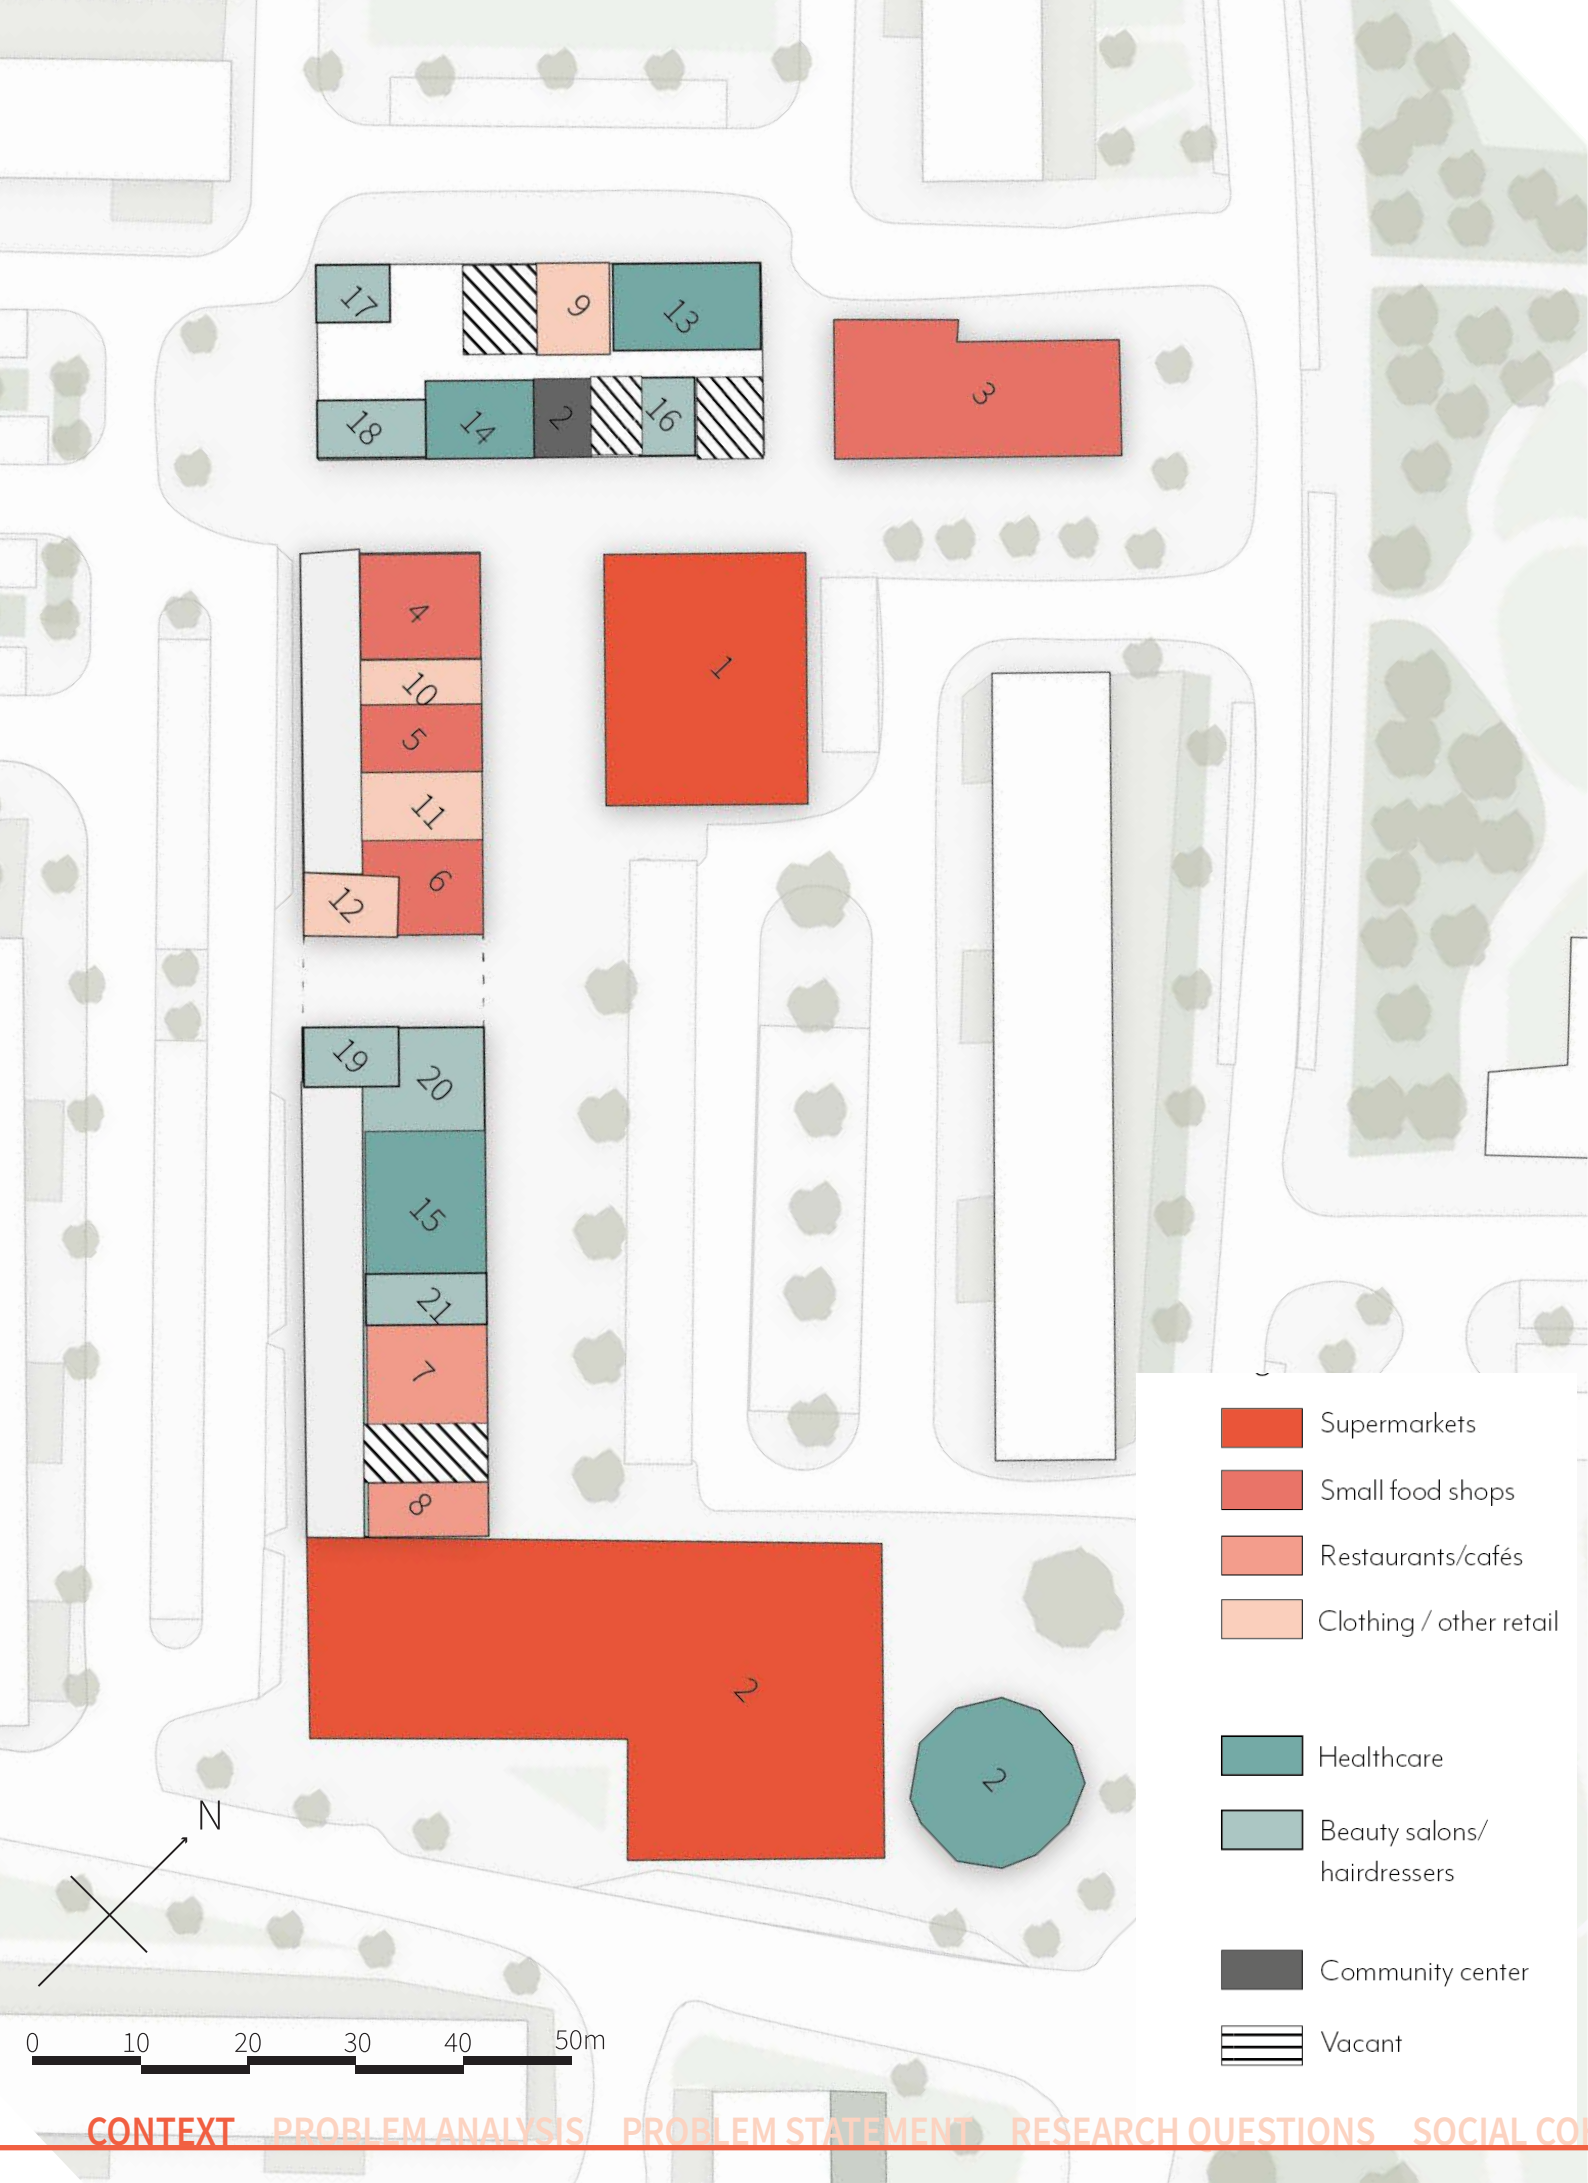 17
9
13
3
18
14
2
16
4
1
10
5
11
6
12
19
20
15
21
7
8
2
2
Supermarkets
Small food shops
Restaurants/cafés
Clothing / other retail
Healthcare
Beauty salons/
hairdressers
Community center
Vacant
N
0 10 20 30 40 50m
CONTEXT PROBLEM ANALYSIS PROBLEM STATEMENT RESEARCH QUESTIONS SOCIAL